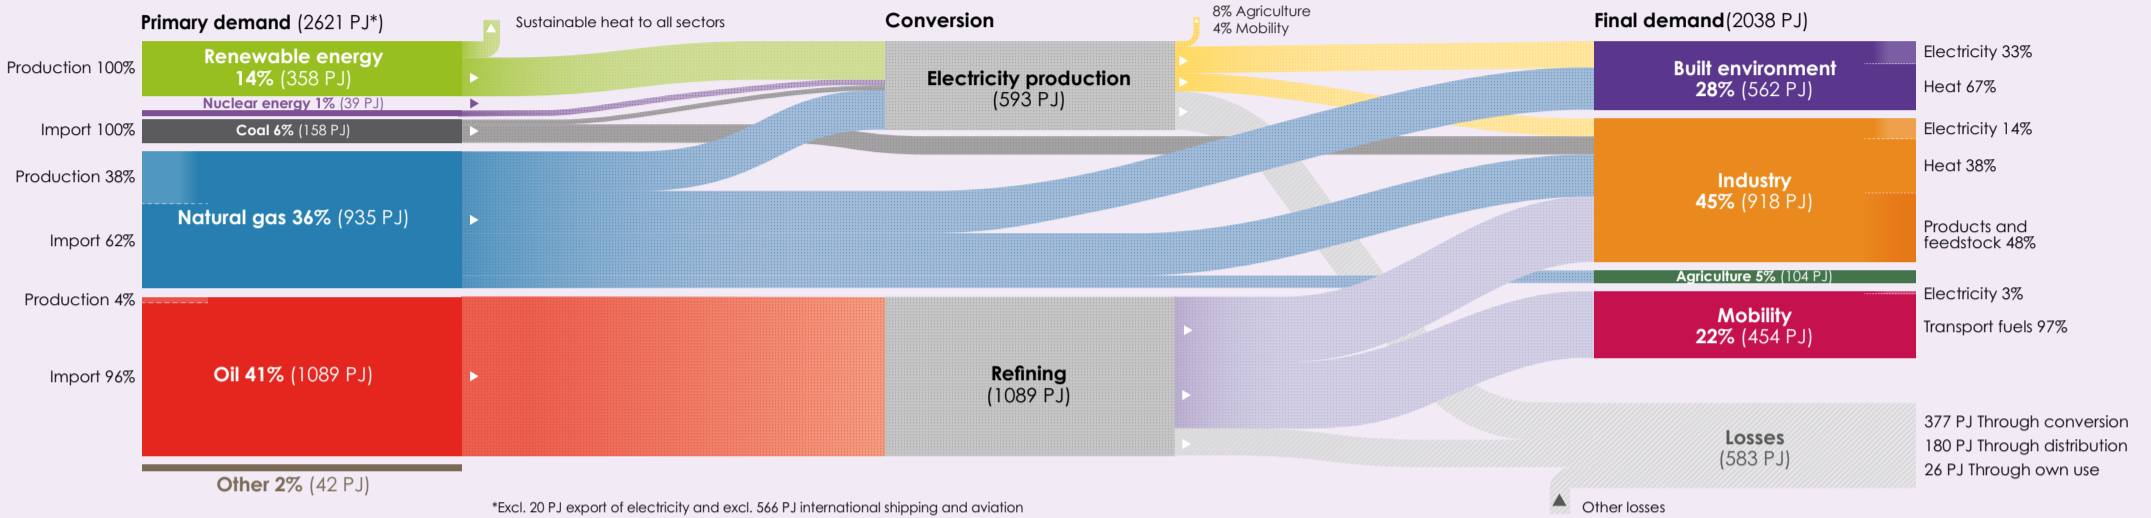 Primary demand (2621 PJ*)
Sustainable heat to all sectors
Conversion
8% Agriculture
4% Mobility
Final demand(2038 PJ)
Production 100%
Renewable energy
14% (358 PJ)
Nuclear energy 1% (39 PJ)
Import 100%
Coal 6% (158 PJ)
Production 38%
Natural gas 36% (935 PJ)
Import 62%
Production 4%
Oil 41% (1089 PJ)
Import 96%
Other 2% (42 PJ)
Electricity production
(593 PJ)
Refining
(1089 PJ)
Built environment
28% (562 PJ)
Electricity 33%
Heat 67%
Industry
45% (918 PJ)
Electricity 14%
Heat 38%
Products and
feedstock 48%
Agriculture 5% (104 PJ)
Mobility
22% (454 PJ)
Electricity 3%
Transport fuels 97%
Losses
(583 PJ)
377 PJ Through conversion
180 PJ Through distribution
26 PJ Through own use
Other losses
*Excl. 20 PJ export of electricity and excl. 566 PJ international shipping and aviation